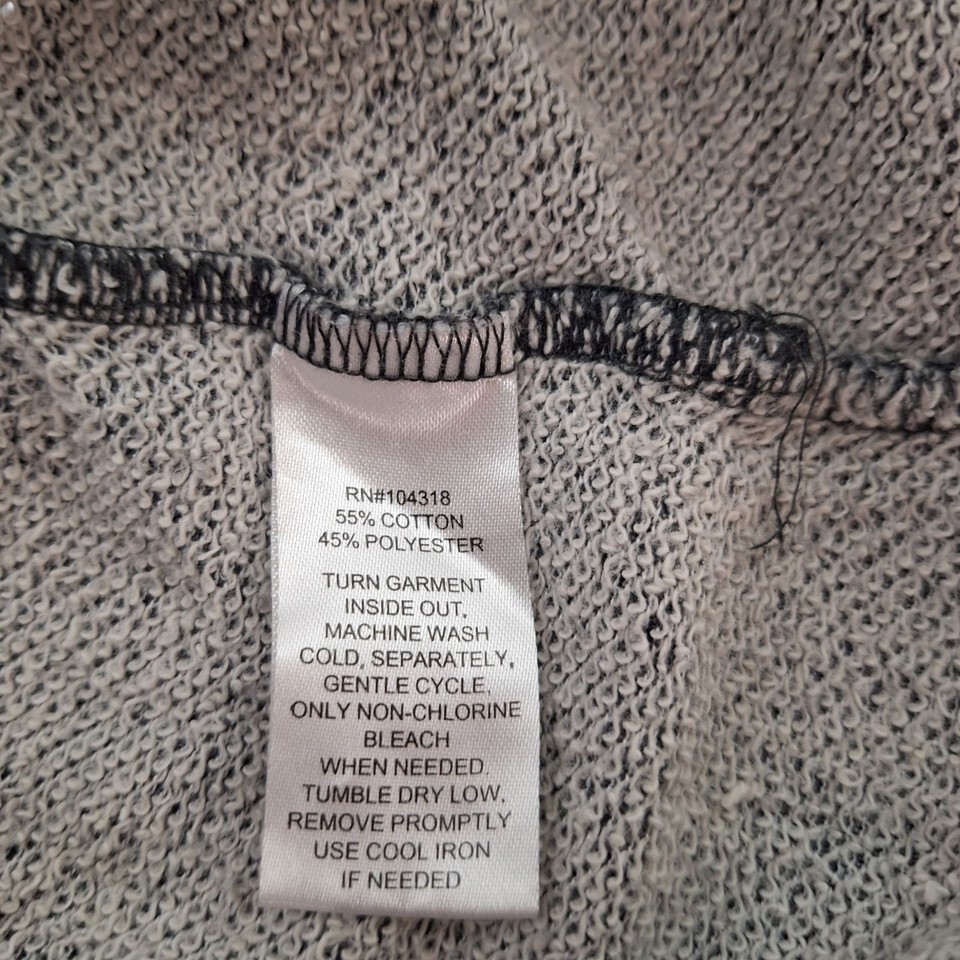 RN#104318
55% COTTON
45% POLYESTER
TURN GARMENT
INSIDE OUT,
MACHINE WASH
COLD, SEPARATELY,
GENTLE CYCLE,
ONLY NON-CHLORINE
BLEACH
WHEN NEEDED.
TUMBLE DRY LOW,
REMOVE PROMPTLY
USE COOL IRON
IF NEEDED